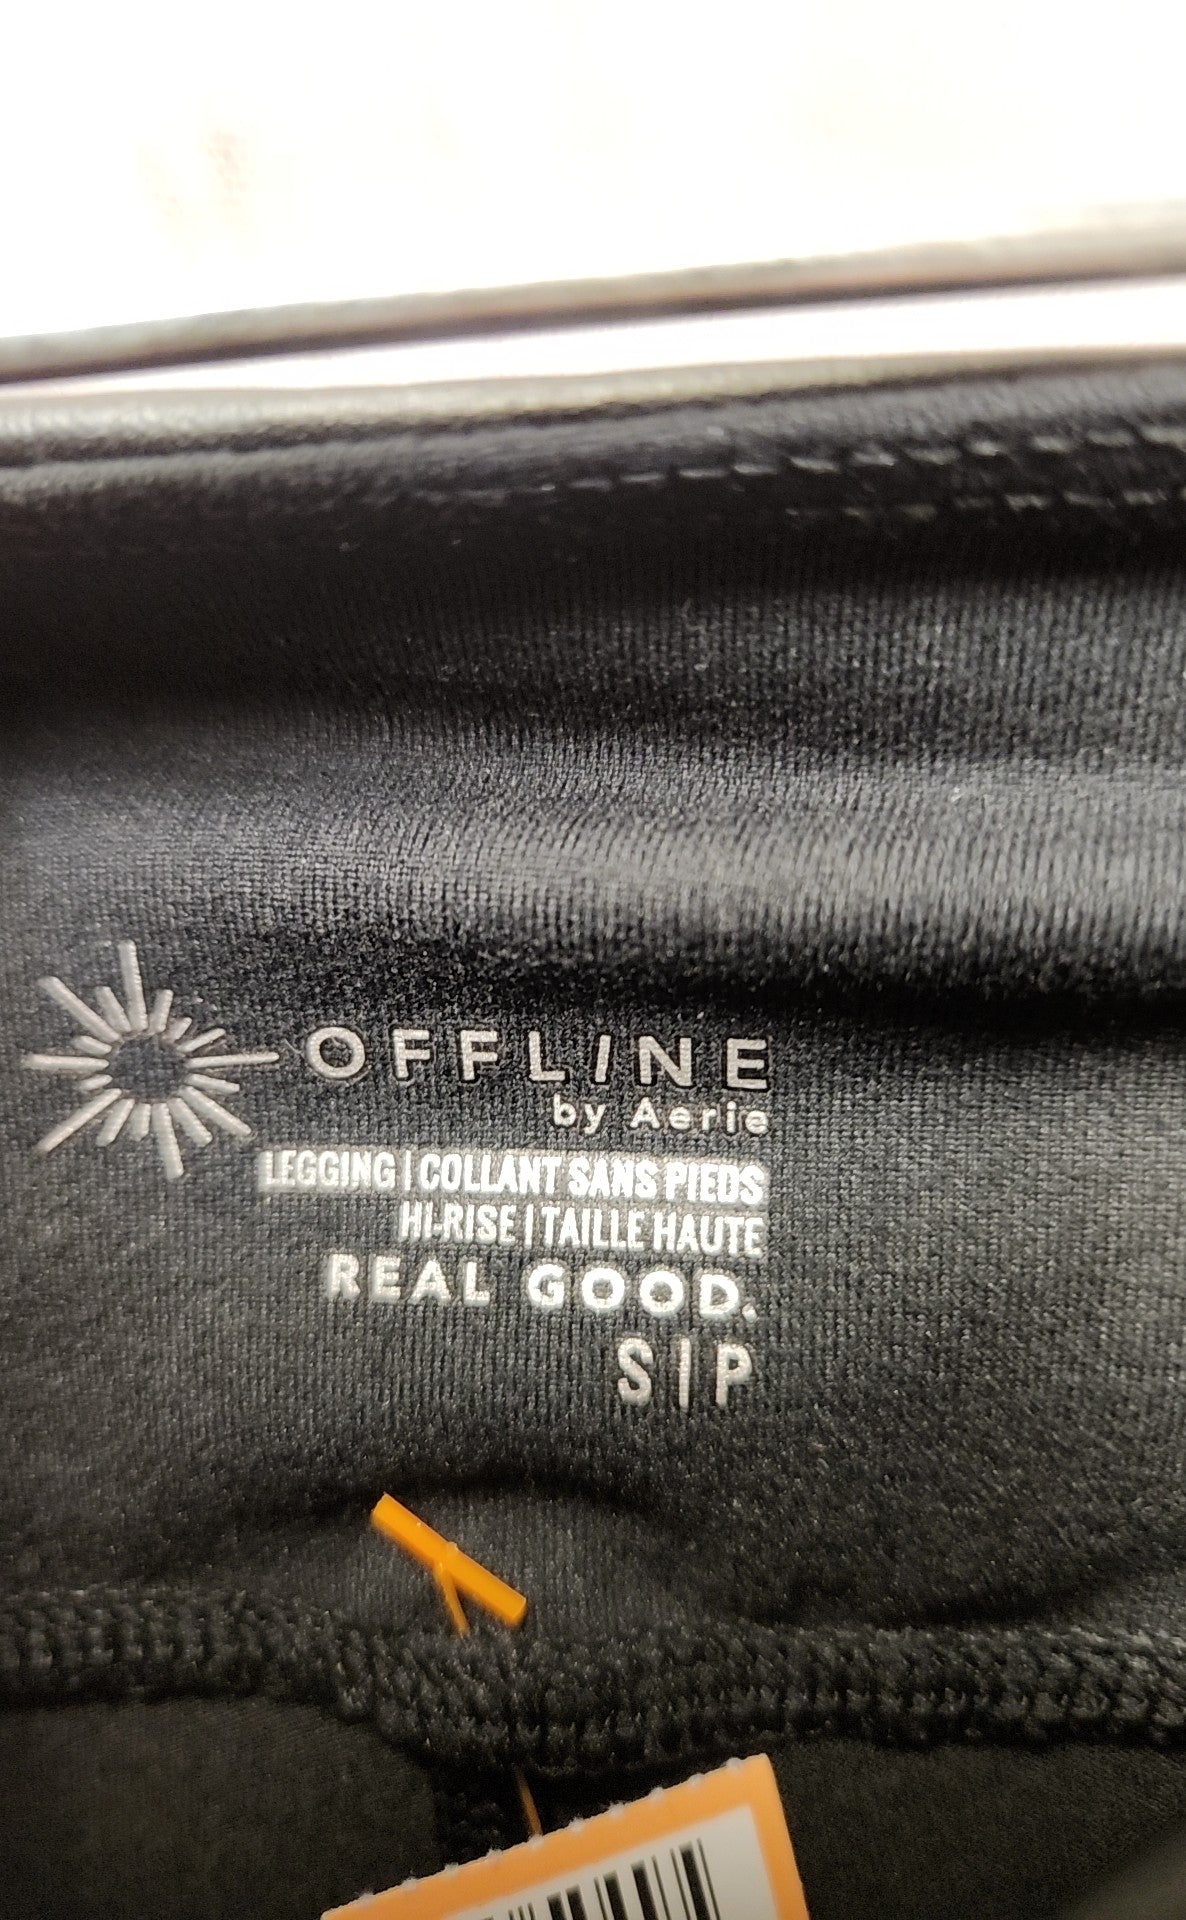 OFFLINE
by Aerie
LEGGING | COLLANT SANS PIEDS
HI-RISE | TAILLE HAUTE
REAL GOOD.
S | P